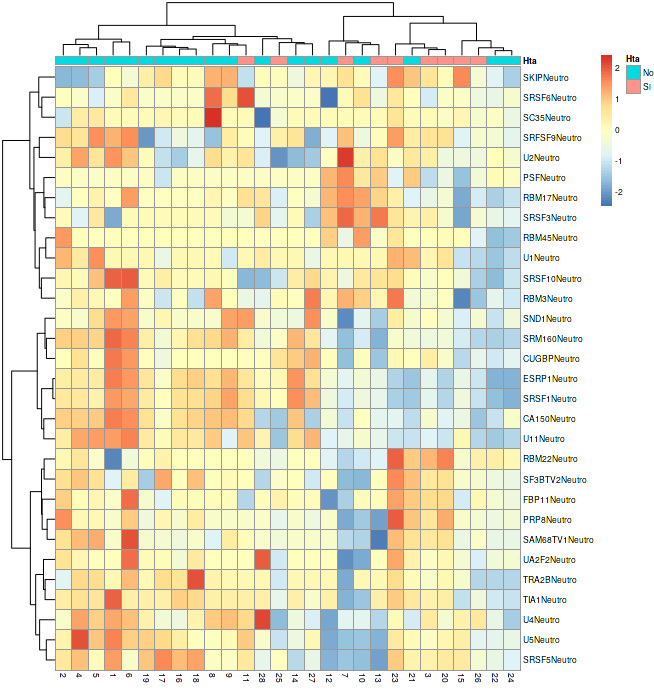 Hta
SKIPNeutro
SRSF6Neutro
SC35Neutro
SRFSF9Neutro
U2Neutro
PSFNeutro
RBM17Neutro
SRSF3Neutro
RBM45Neutro
U1Neutro
SRSF10Neutro
RBM3Neutro
SND1Neutro
SRM160Neutro
CUGBPNeutro
ESRP1Neutro
SRSF1Neutro
CA150Neutro
U11Neutro
RBM22Neutro
SF3BTV2Neutro
FBP11Neutro
PRP8Neutro
SAM68TV1Neutro
UA2F2Neutro
TRA2BNeutro
TIA1Neutro
U4Neutro
U5Neutro
SRSF5Neutro
2 4 5 1 6 19 17 16 18 8 9 11 28 25 14 27 12 7 10 13 23 21 3 20 15 26 22 24
2
1
0
-1
-2
Hta
No
Si